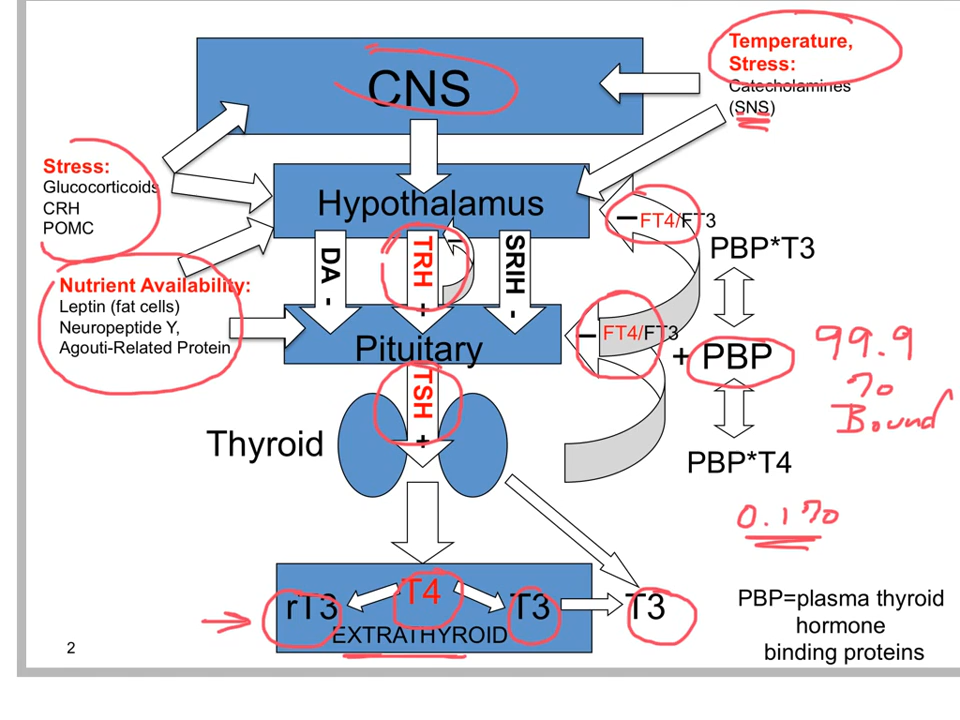 Temperature,
Stress:
Catecholamines
(SNS)
CNS
Stress:
Glucocorticoids
CRH
POMC
Hypothalamus
− FT4/FT3
PBP*T3
DA -
TRH +
−
SRIH -
Nutrient Availability:
Leptin (fat cells)
Neuropeptide Y,
Agouti-Related Protein
Pituitary
− FT4/FT3
+ PBP
99.9
%
Bound
TSH +
Thyroid
PBP*T4
0.1%
rT3
T4
T3
T3
EXTRATHYROID
PBP=plasma thyroid
hormone
binding proteins
2